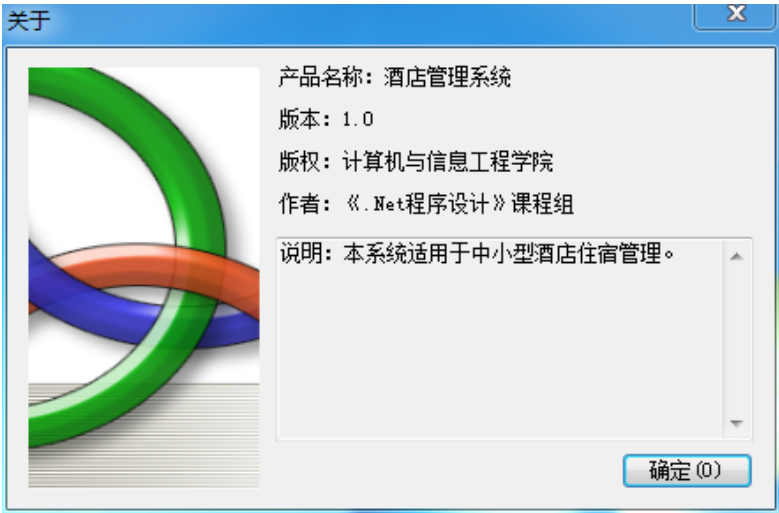 关于
产品名称：酒店管理系统
版本：1.0
版权：计算机与信息工程学院
作者：《.Net程序设计》课程组
说明：本系统适用于中小型酒店住宿管理。
确定(O)